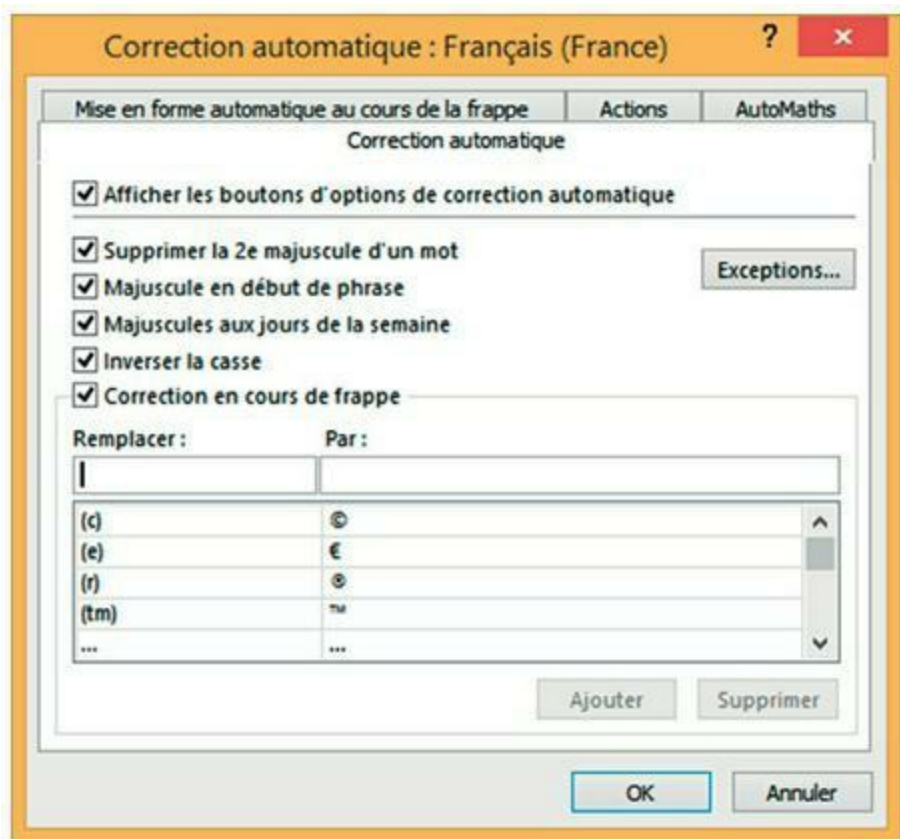 Correction automatique : Français (France)
?
Mise en forme automatique au cours de la frappe Actions AutoMaths
Correction automatique
Afficher les boutons d'options de correction automatique
Supprimer la 2e majuscule d'un mot
Exceptions...
Majuscule en début de phrase
Majuscules aux jours de la semaine
Inverser la casse
Correction en cours de frappe
Remplacer : Par :
(c) ©
(e) €
(r) ®
(tm) ™
... ...
Ajouter Supprimer
OK Annuler